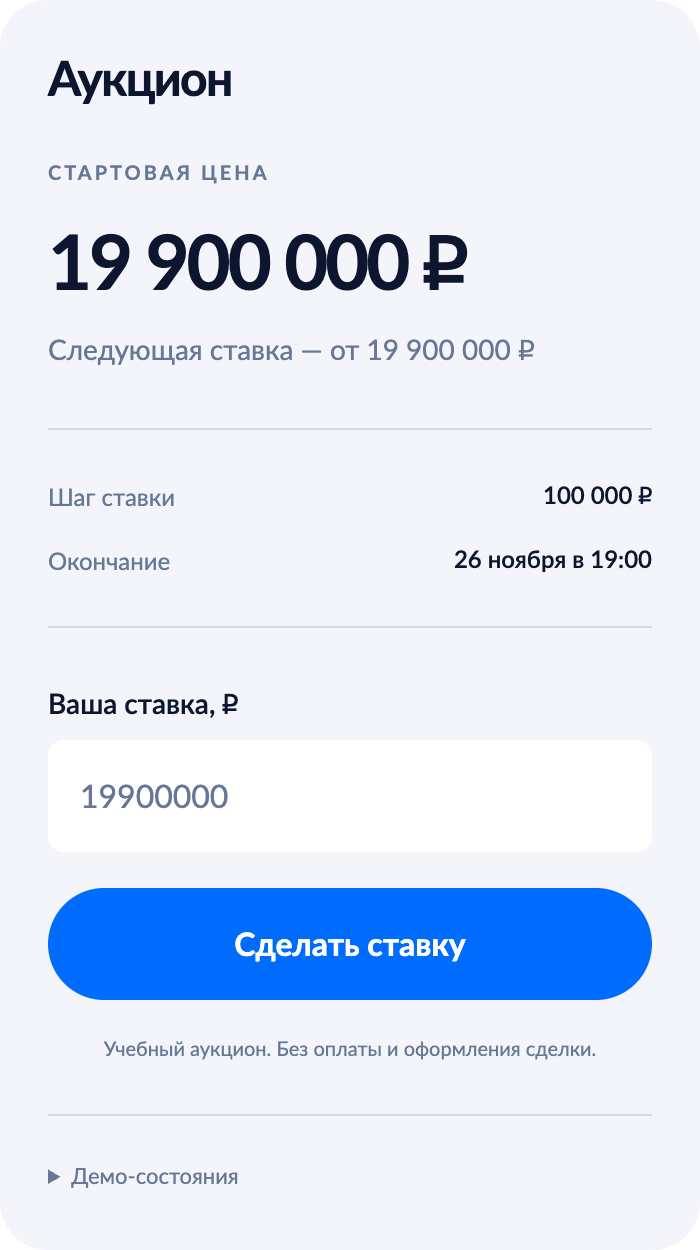 Аукцион
СТАРТОВАЯ ЦЕНА
19 900 000 ₽
Следующая ставка — от 19 900 000 ₽
Шаг ставки 100 000 ₽
Окончание 26 ноября в 19:00
Ваша ставка, ₽
19900000
Сделать ставку
Учебный аукцион. Без оплаты и оформления сделки.
Демо-состояния